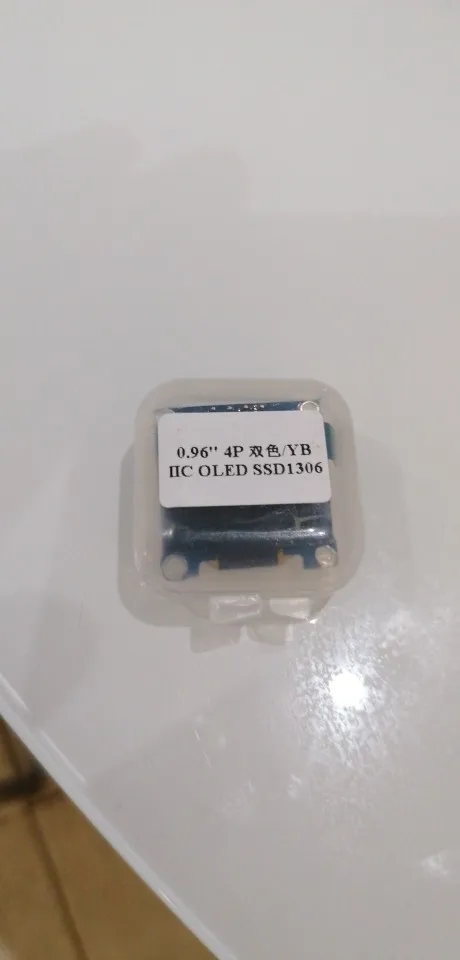 0.96'' 4P 双色/YB
IIC OLED SSD1306